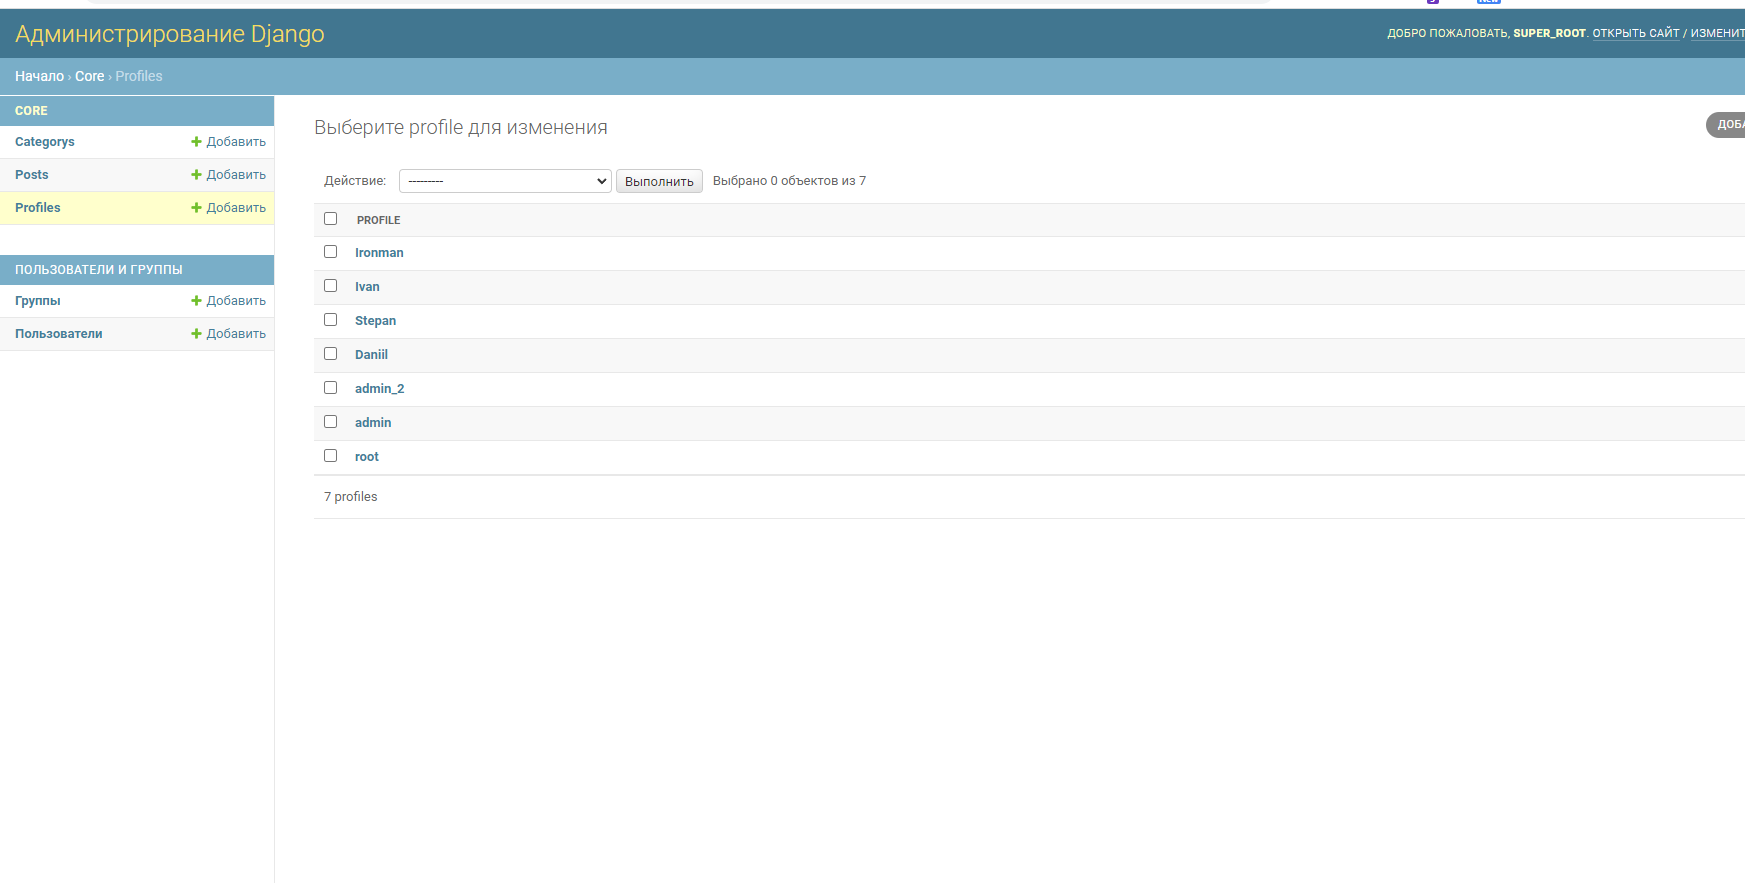 Администрирование Django
ДОБРО ПОЖАЛОВАТЬ, SUPER_ROOT. ОТКРЫТЬ САЙТ / ИЗМЕНИТ
Начало › Core › Profiles
CORE
Categorys + Добавить
Posts + Добавить
Profiles + Добавить
ПОЛЬЗОВАТЕЛИ И ГРУППЫ
Группы + Добавить
Пользователи + Добавить
Выберите profile для изменения
ДОБА
Действие: --------- Выполнить Выбрано 0 объектов из 7
PROFILE
Ironman
Ivan
Stepan
Daniil
admin_2
admin
root
7 profiles